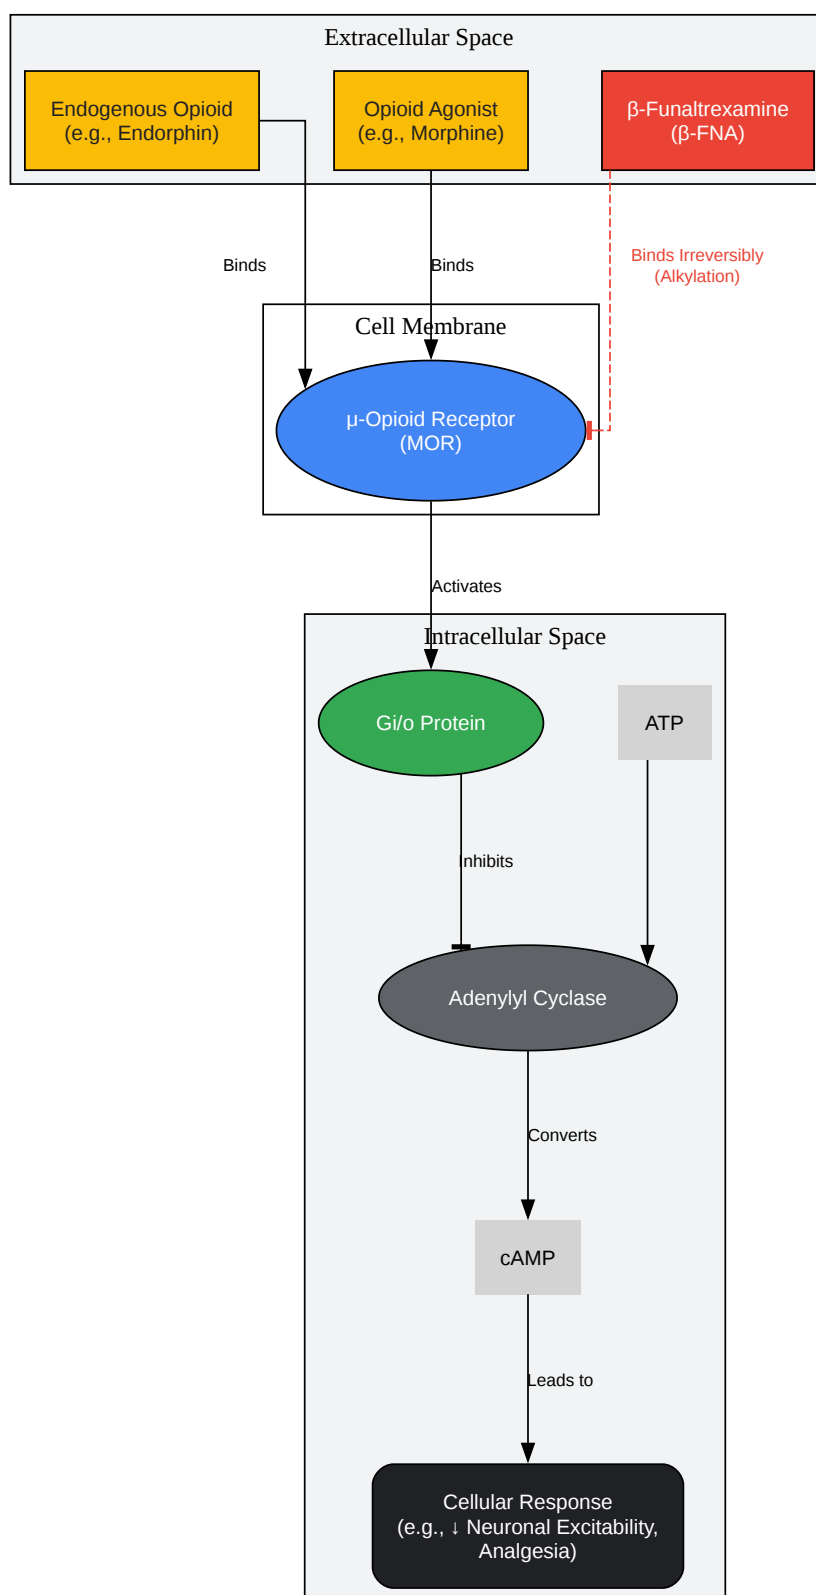 Extracellular Space
Endogenous Opioid
(e.g., Endorphin)
Opioid Agonist
(e.g., Morphine)
β-Funaltrexamine
(β-FNA)
Binds
Binds
Binds Irreversibly
(Alkylation)
Cell Membrane
μ-Opioid Receptor
(MOR)
Activates
Intracellular Space
Gi/o Protein
ATP
Inhibits
Adenylyl Cyclase
Converts
cAMP
Leads to
Cellular Response
(e.g., ↓ Neuronal Excitability,
Analgesia)